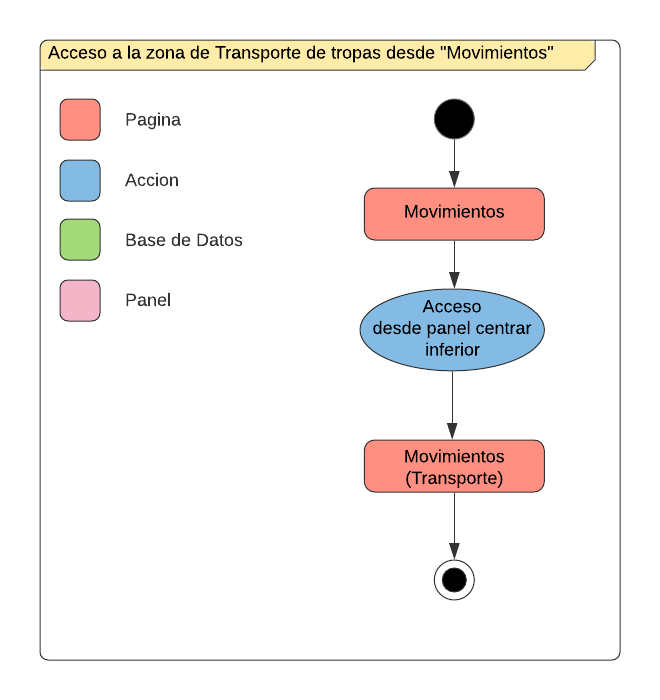 Acceso a la zona de Transporte de tropas desde "Movimientos"
Pagina
Accion
Base de Datos
Panel
Movimientos
Acceso
desde panel centrar
inferior
Movimientos
(Transporte)